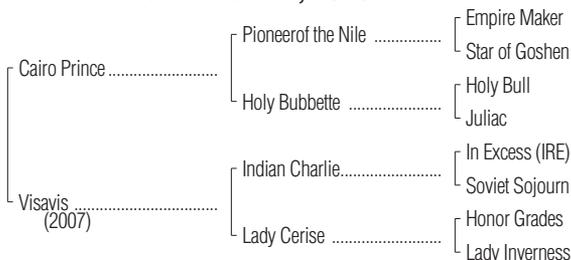 Empire Maker
Pioneerof the Nile ..................
Star of Goshen
Cairo Prince .............................
Holy Bull
Holy Bubbette ........................
Juliac
In Excess (IRE)
Indian Charlie..........................
Soviet Sojourn
Visavis ......................................
(2007)
Honor Grades
Lady Cerise ............................
Lady Inverness